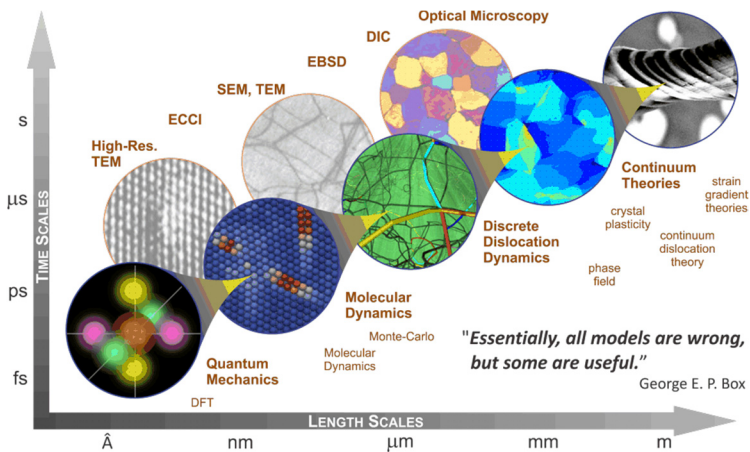 Optical Microscopy
DIC
EBSD
SEM, TEM
ECCI
High-Res.
TEM
TIME SCALES
s
μs
ps
fs
Continuum
Theories
strain
gradient
theories
crystal
plasticity
continuum
dislocation
theory
phase
field
Discrete
Dislocation
Dynamics
Molecular
Dynamics
Monte-Carlo
Molecular
Dynamics
Quantum
Mechanics
DFT
"Essentially, all models are wrong,
but some are useful.”
George E. P. Box
LENGTH SCALES
Â
nm
μm
mm
m